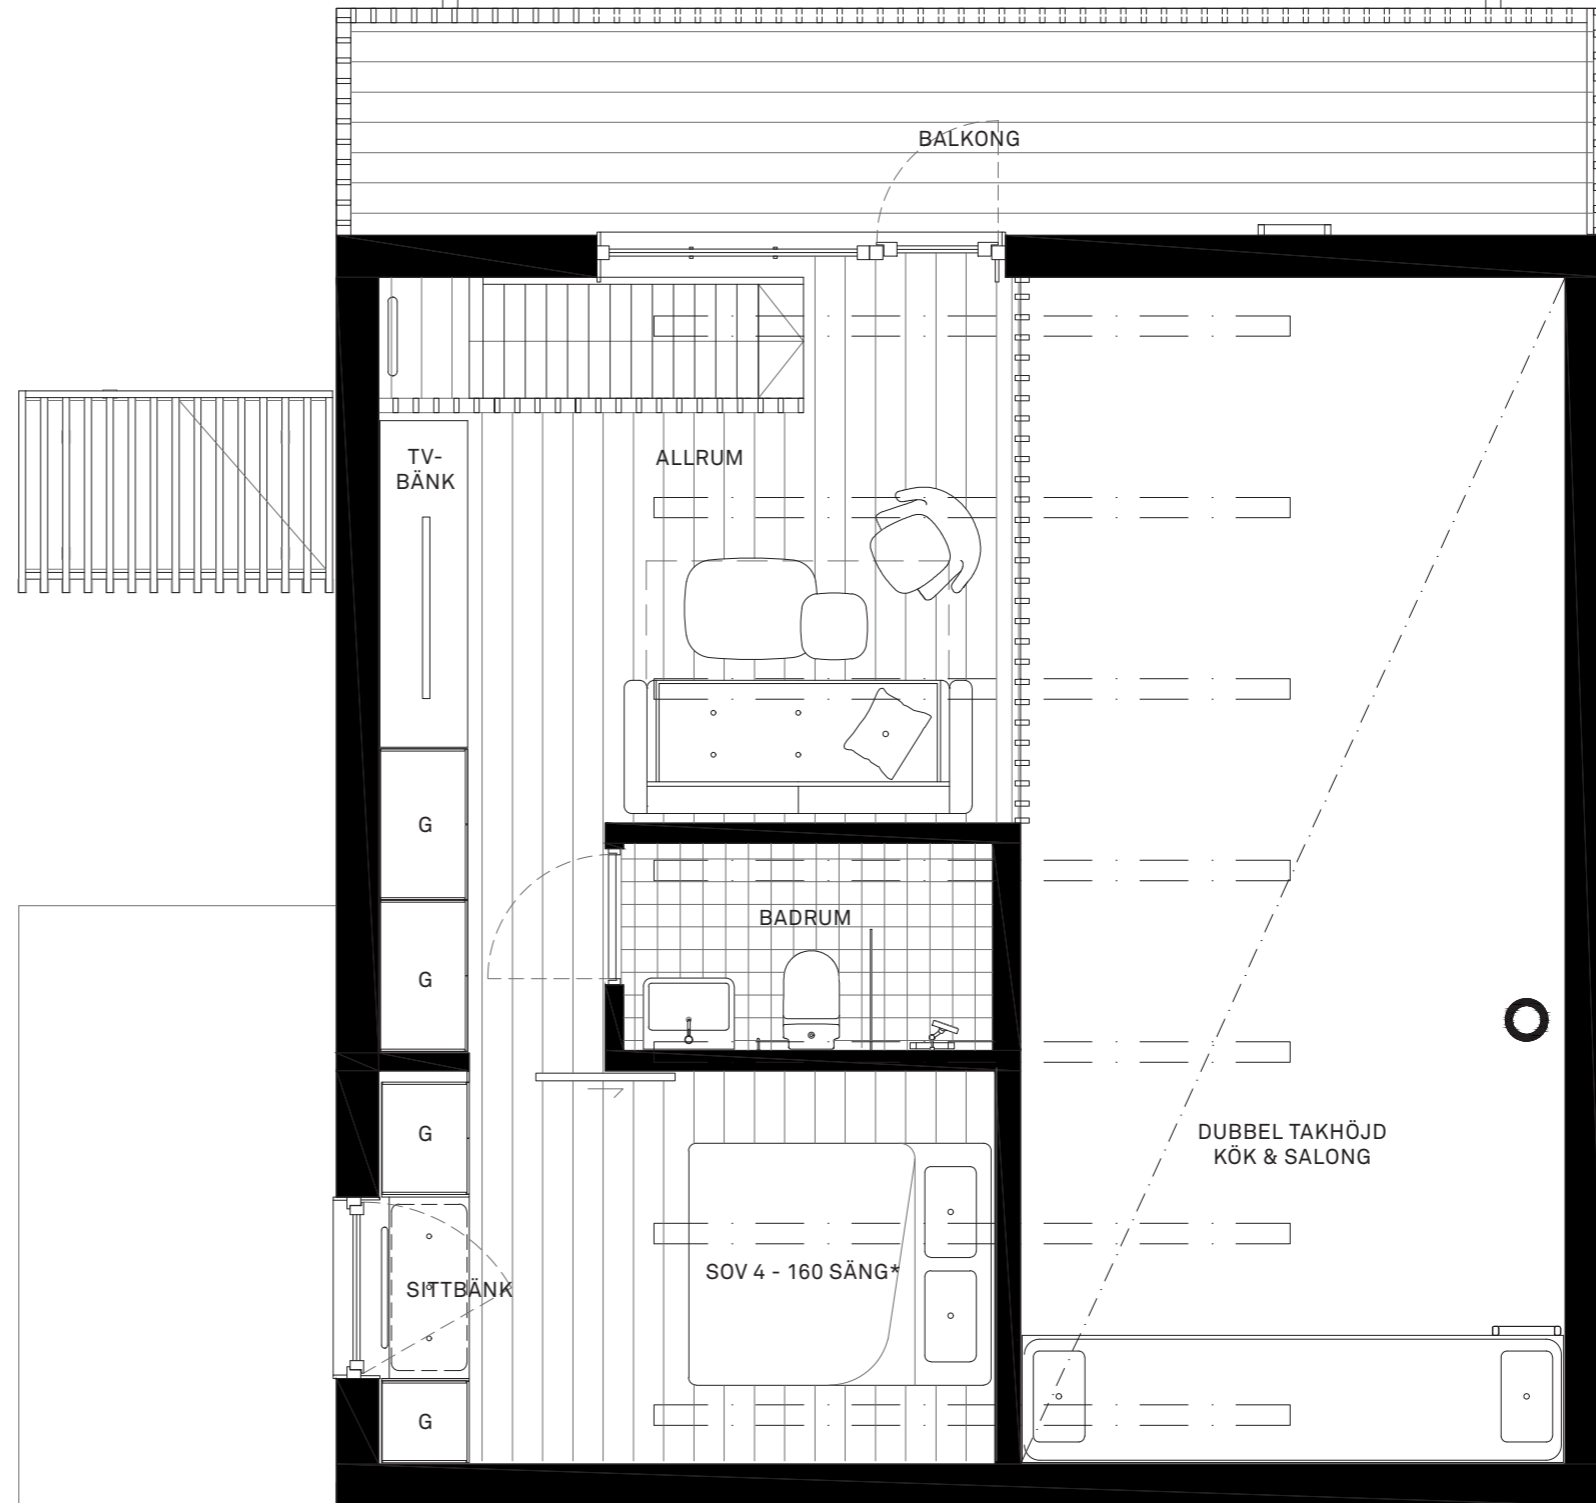 BALKONG
TV-
BÄNK
ALLRUM
G
BADRUM
G
G
DUBBEL TAKHÖJD
KÖK & SALONG
SOV 4 - 160 SÄNG*
SITTBÄNK
G